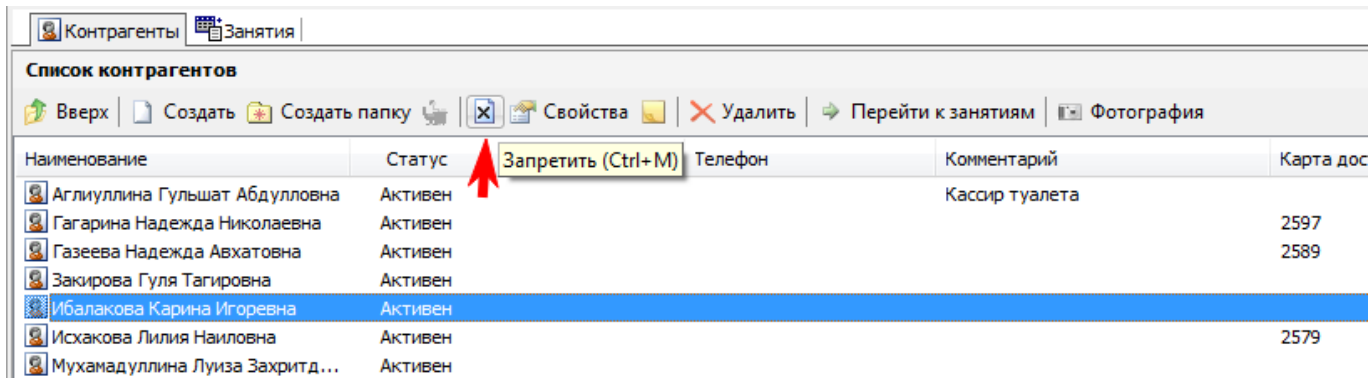 Контрагенты Занятия
Список контрагентов
Вверх Создать Создать папку Свойства Удалить Перейти к занятиям Фотография
Наименование Статус Запретить (Ctrl+M) Телефон Комментарий Карта дос
Аглиуллина Гульшат Абдулловна Активен Кассир туалета
Гагарина Надежда Николаевна Активен 2597
Газеева Надежда Авхатовна Активен 2589
Закирова Гуля Тагировна Активен
Ибалакова Карина Игоревна Активен
Исхакова Лилия Наиловна Активен 2579
Мухамадуллина Луиза Захритд... Активен